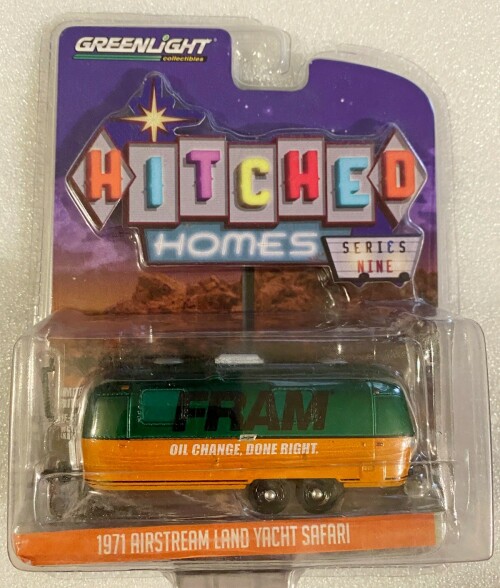 GREENLIGHT
collectibles
HITCHED
HOMES
SERIES
NINE
FRAM
OIL CHANGE. DONE RIGHT.
1971 AIRSTREAM LAND YACHT SAFARI